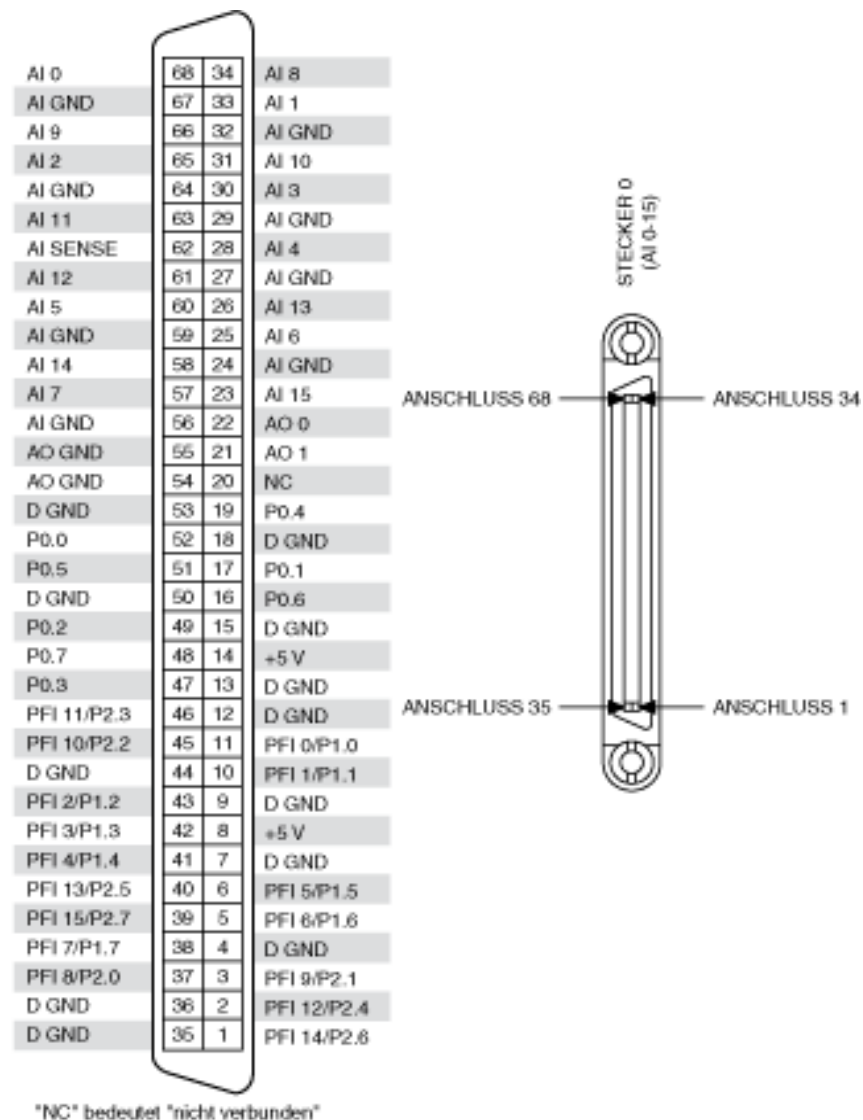 AI 0 68 34 AI 8
AI GND 67 33 AI 1
AI 9 66 32 AI GND
AI 2 65 31 AI 10
AI GND 64 30 AI 3
AI 11 63 29 AI GND
AI SENSE 62 28 AI 4
AI 12 61 27 AI GND
AI 5 60 26 AI 13
AI GND 59 25 AI 6
AI 14 58 24 AI GND
AI 7 57 23 AI 15
AI GND 56 22 AO 0
AO GND 55 21 AO 1
AO GND 54 20 NC
D GND 53 19 P0.4
P0.0 52 18 D GND
P0.5 51 17 P0.1
D GND 50 16 P0.6
P0.2 49 15 D GND
P0.7 48 14 +5 V
P0.3 47 13 D GND
PFI 11/P2.3 46 12 D GND
PFI 10/P2.2 45 11 PFI 0/P1.0
D GND 44 10 PFI 1/P1.1
PFI 2/P1.2 43 9 D GND
PFI 3/P1.3 42 8 +5 V
PFI 4/P1.4 41 7 D GND
PFI 13/P2.5 40 6 PFI 5/P1.5
PFI 15/P2.7 39 5 PFI 6/P1.6
PFI 7/P1.7 38 4 D GND
PFI 8/P2.0 37 3 PFI 9/P2.1
D GND 36 2 PFI 12/P2.4
D GND 35 1 PFI 14/P2.6
"NC" bedeutet "nicht verbunden"
STECKER 0
(AI 0-15)
ANSCHLUSS 68 ANSCHLUSS 34
ANSCHLUSS 35 ANSCHLUSS 1